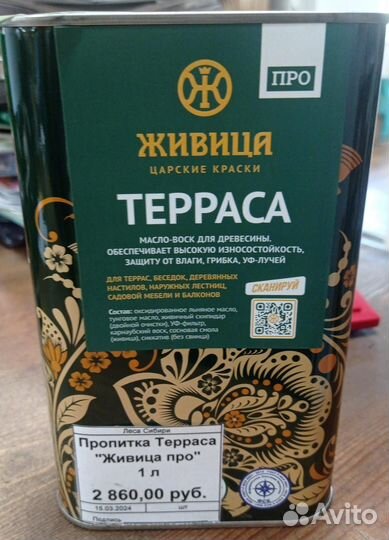 ПРО
ЖИВИЦА
ЦАРСКИЕ КРАСКИ
ТЕРРАСА
МАСЛО-ВОСК ДЛЯ ДРЕВЕСИНЫ.
ОБЕСПЕЧИВАЕТ ВЫСОКУЮ ИЗНОСОСТОЙКОСТЬ,
ЗАЩИТУ ОТ ВЛАГИ, ГРИБКА, УФ-ЛУЧЕЙ
ДЛЯ ТЕРРАС, БЕСЕДОК, ДЕРЕВЯННЫХ
НАСТИЛОВ, НАРУЖНЫХ ЛЕСТНИЦ,
САДОВОЙ МЕБЕЛИ И БАЛКОНОВ
СКАНИРУЙ
Состав: оксидированное льняное масло,
тунговое масло, живичный скипидар
(двойной очистки), УФ-фильтр,
карнаубский воск, сосновая смола
(живица), сиккатив (без свинца)
Леса Сибири
Пропитка Терраса
"Живица про"
1 л
2 860,00 руб.
15.03.2024 шт
Подпись
Avito